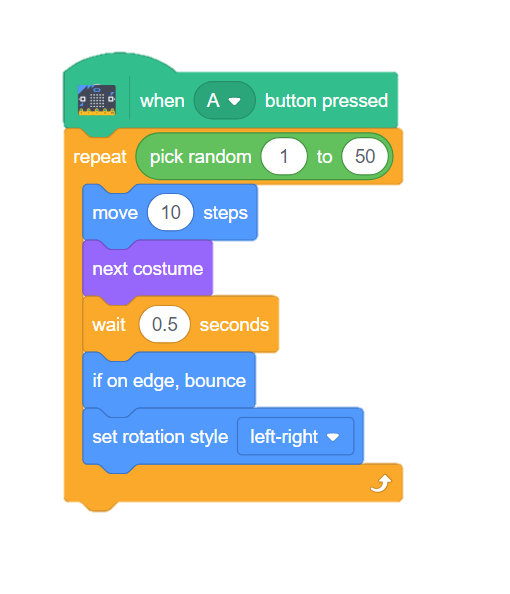 when A button pressed
repeat pick random 1 to 50
move 10 steps
next costume
wait 0.5 seconds
if on edge, bounce
set rotation style left-right